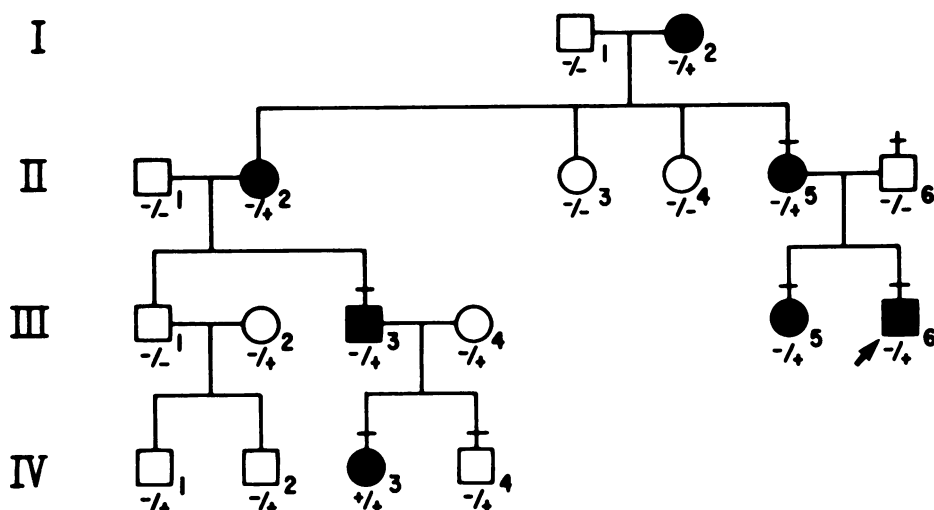 I
1 2
-/- -/+
II
1 2 3 4 5 6
-/- -/+ -/- -/- -/+ -/-
III
1 2 3 4 5 6
-/- -/+ -/+ -/+ -/+ -/+
IV
1 2 3 4
-/+ -/+ +/+ -/+